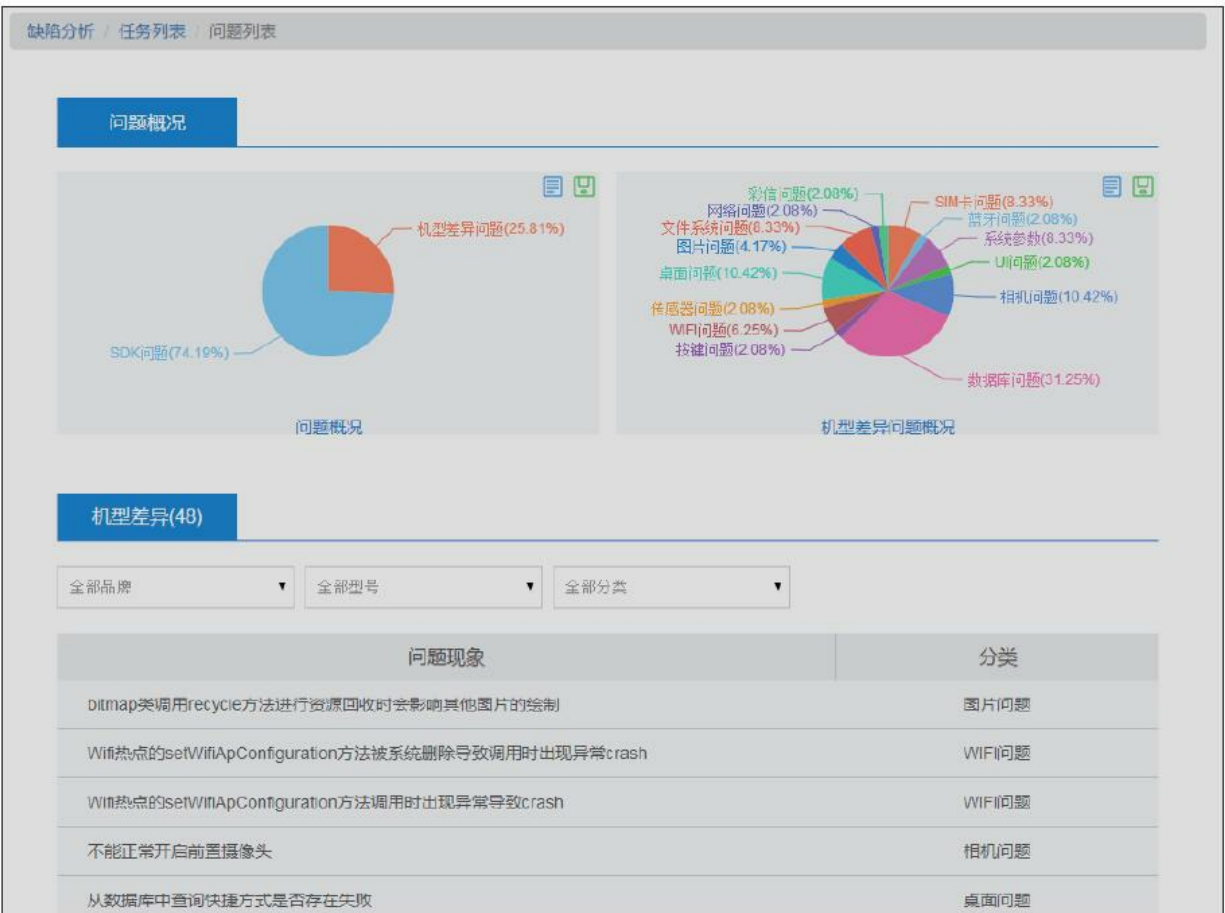 缺陷分析 / 任务列表 / 问题列表
问题概况
机型差异问题(25.81%)
SDK问题(74.19%)
问题概况
彩信问题(2.08%)
网络问题(2.08%)
文件系统问题(8.33%)
图片问题(4.17%)
桌面问题(10.42%)
传感器问题(2.08%)
WIFI问题(6.25%)
按键问题(2.08%)
SIM卡问题(8.33%)
蓝牙问题(2.08%)
系统参数(8.33%)
UI问题(2.08%)
相机问题(10.42%)
数据库问题(31.25%)
机型差异问题概况
机型差异(48)
全部品牌 全部型号 全部分类
问题现象 分类
bitmap类调用recycle方法进行资源回收时会影响其他图片的绘制 图片问题
Wifi热点的setWifiApConfiguration方法被系统删除导致调用时出现异常crash WIFI问题
Wifi热点的setWifiApConfiguration方法调用时出现异常导致crash WIFI问题
不能正常开启前置摄像头 相机问题
从数据库中查询快捷方式是否存在失败 桌面问题